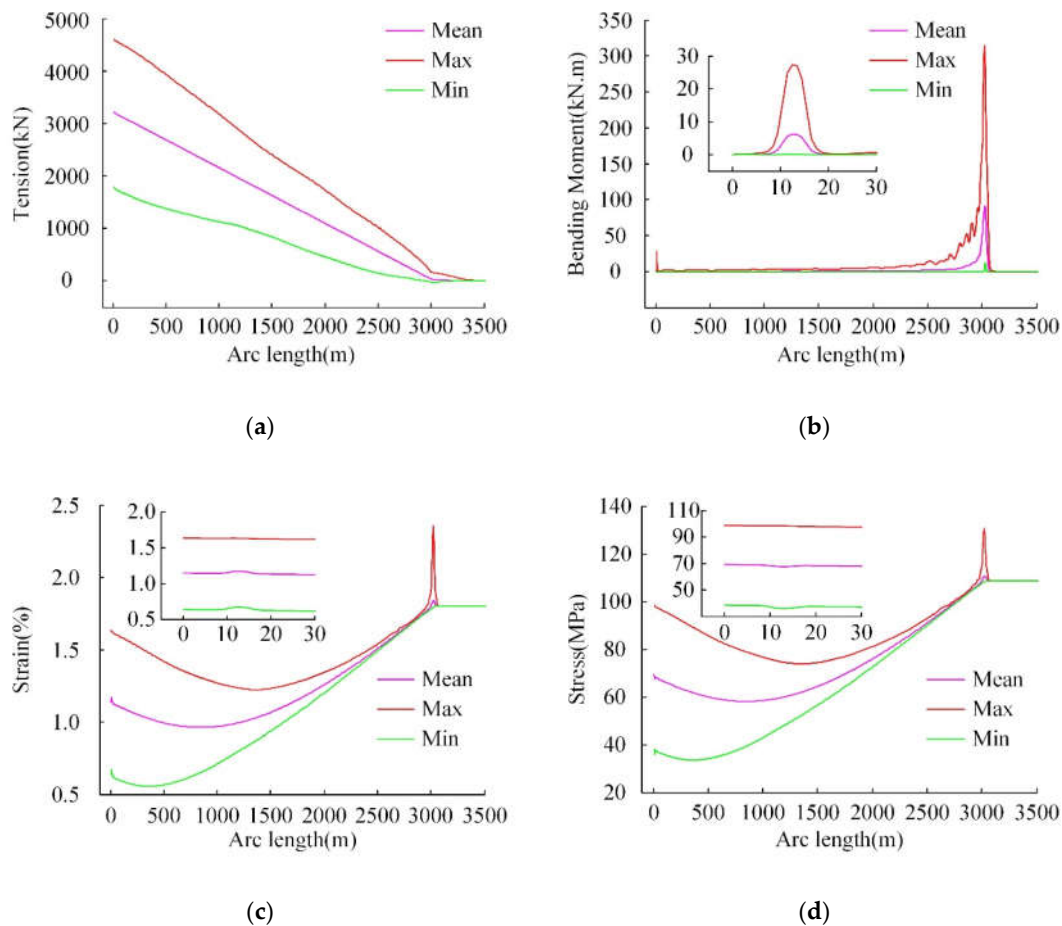 5000
4000
3000
2000
1000
0
Tension(kN)
Mean
Max
Min
0 500 1000 1500 2000 2500 3000 3500
Arc length(m)
(a)
350
300
250
200
150
100
50
0
-50
Bending Moment(kN.m)
30
20
10
0
0 10 20 30
Mean
Max
Min
0 500 1000 1500 2000 2500 3000 3500
Arc length(m)
(b)
2.5
2.0
1.5
1.0
0.5
Strain(%)
2.0
1.5
1.0
0.5
0 10 20 30
Mean
Max
Min
0 500 1000 1500 2000 2500 3000 3500
Arc length(m)
(c)
140
120
100
80
60
40
20
Stress(MPa)
110
90
70
50
0 10 20 30
Mean
Max
Min
0 500 1000 1500 2000 2500 3000 3500
Arc length(m)
(d)